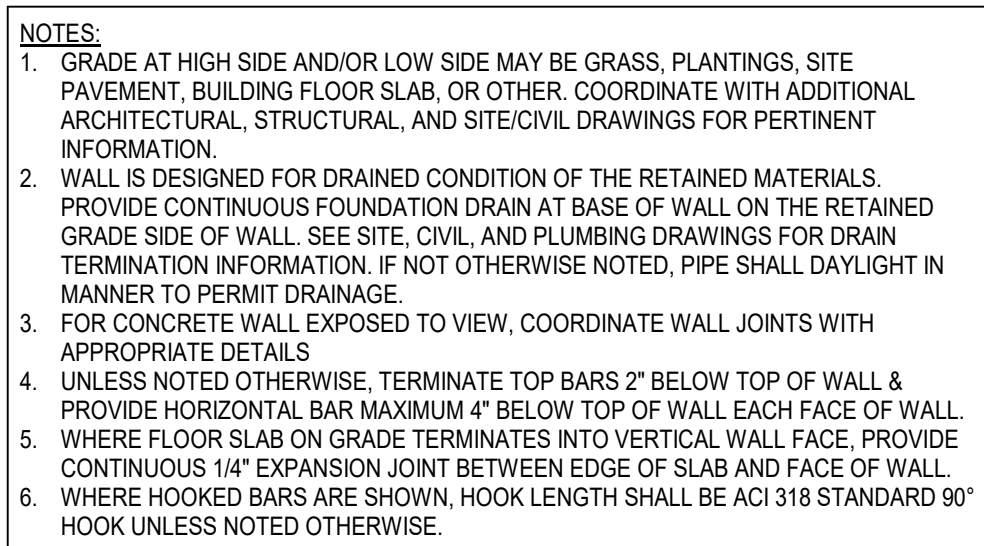 NOTES:
1. GRADE AT HIGH SIDE AND/OR LOW SIDE MAY BE GRASS, PLANTINGS, SITE
PAVEMENT, BUILDING FLOOR SLAB, OR OTHER. COORDINATE WITH ADDITIONAL
ARCHITECTURAL, STRUCTURAL, AND SITE/CIVIL DRAWINGS FOR PERTINENT
INFORMATION.
2. WALL IS DESIGNED FOR DRAINED CONDITION OF THE RETAINED MATERIALS.
PROVIDE CONTINUOUS FOUNDATION DRAIN AT BASE OF WALL ON THE RETAINED
GRADE SIDE OF WALL. SEE SITE, CIVIL, AND PLUMBING DRAWINGS FOR DRAIN
TERMINATION INFORMATION. IF NOT OTHERWISE NOTED, PIPE SHALL DAYLIGHT IN
MANNER TO PERMIT DRAINAGE.
3. FOR CONCRETE WALL EXPOSED TO VIEW, COORDINATE WALL JOINTS WITH
APPROPRIATE DETAILS
4. UNLESS NOTED OTHERWISE, TERMINATE TOP BARS 2" BELOW TOP OF WALL &
PROVIDE HORIZONTAL BAR MAXIMUM 4" BELOW TOP OF WALL EACH FACE OF WALL.
5. WHERE FLOOR SLAB ON GRADE TERMINATES INTO VERTICAL WALL FACE, PROVIDE
CONTINUOUS 1/4" EXPANSION JOINT BETWEEN EDGE OF SLAB AND FACE OF WALL.
6. WHERE HOOKED BARS ARE SHOWN, HOOK LENGTH SHALL BE ACI 318 STANDARD 90°
HOOK UNLESS NOTED OTHERWISE.